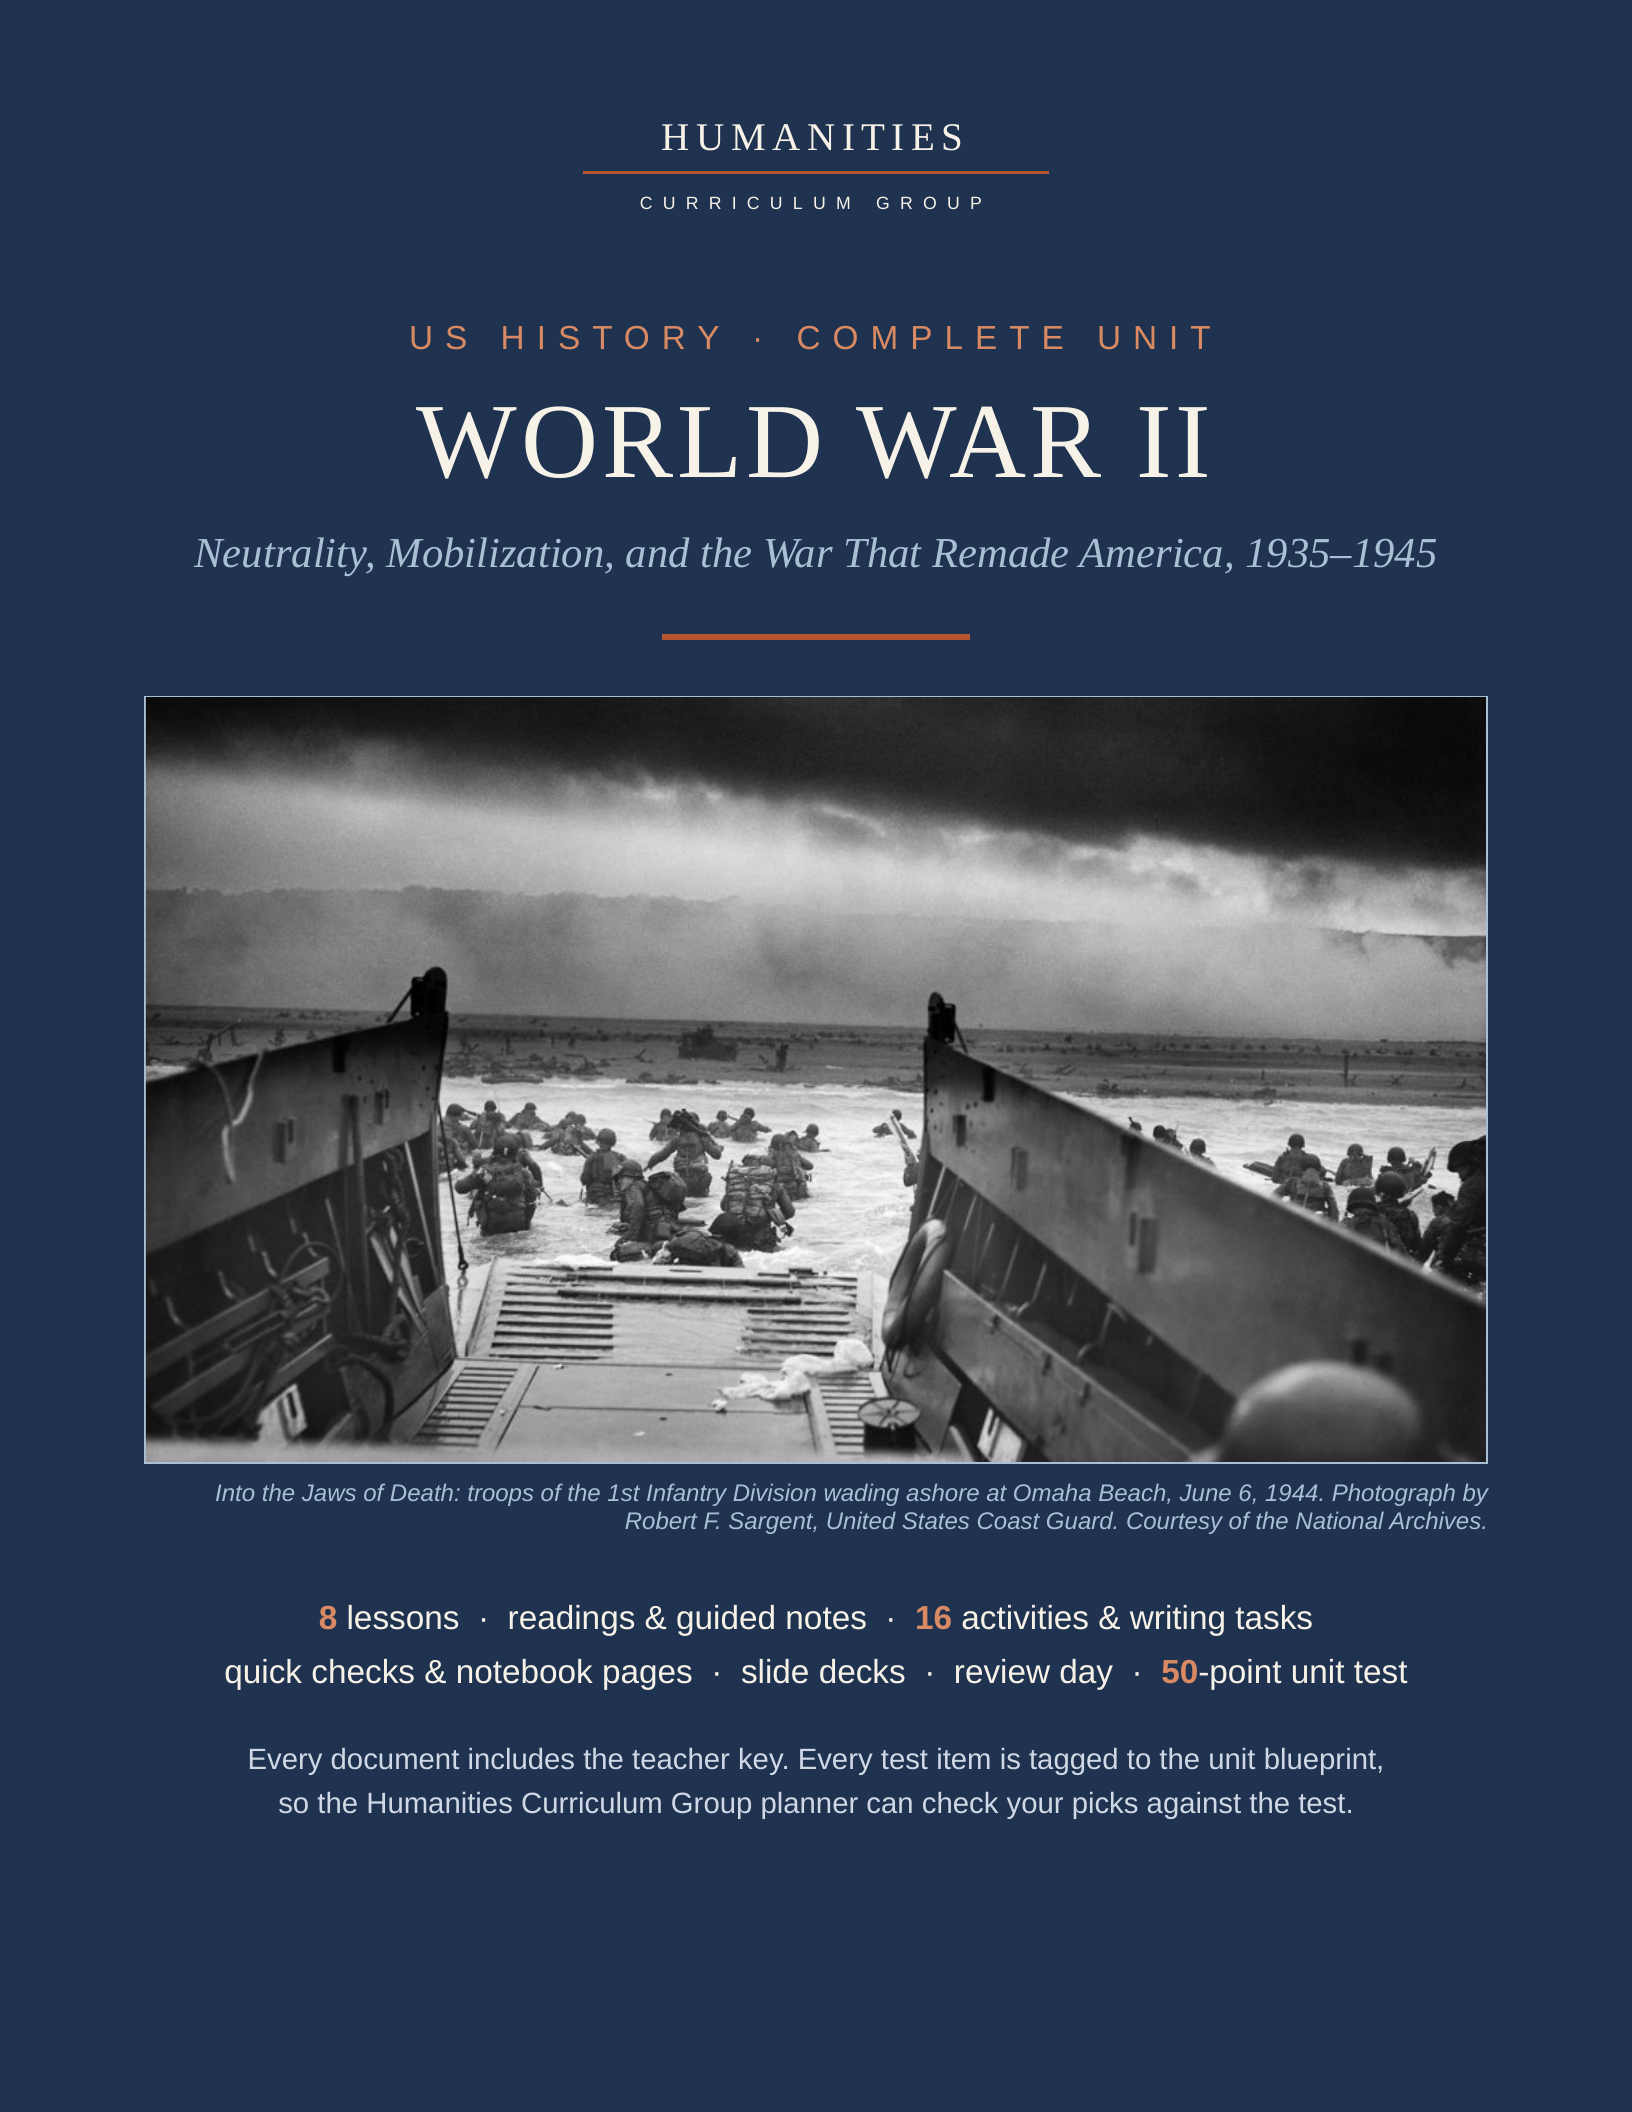 HUMANITIES
CURRICULUM GROUP
US HISTORY · COMPLETE UNIT
WORLD WAR II
Neutrality, Mobilization, and the War That Remade America, 1935–1945
Into the Jaws of Death: troops of the 1st Infantry Division wading ashore at Omaha Beach, June 6, 1944. Photograph by
Robert F. Sargent, United States Coast Guard. Courtesy of the National Archives.
8 lessons · readings & guided notes · 16 activities & writing tasks
quick checks & notebook pages · slide decks · review day · 50-point unit test
Every document includes the teacher key. Every test item is tagged to the unit blueprint,
so the Humanities Curriculum Group planner can check your picks against the test.